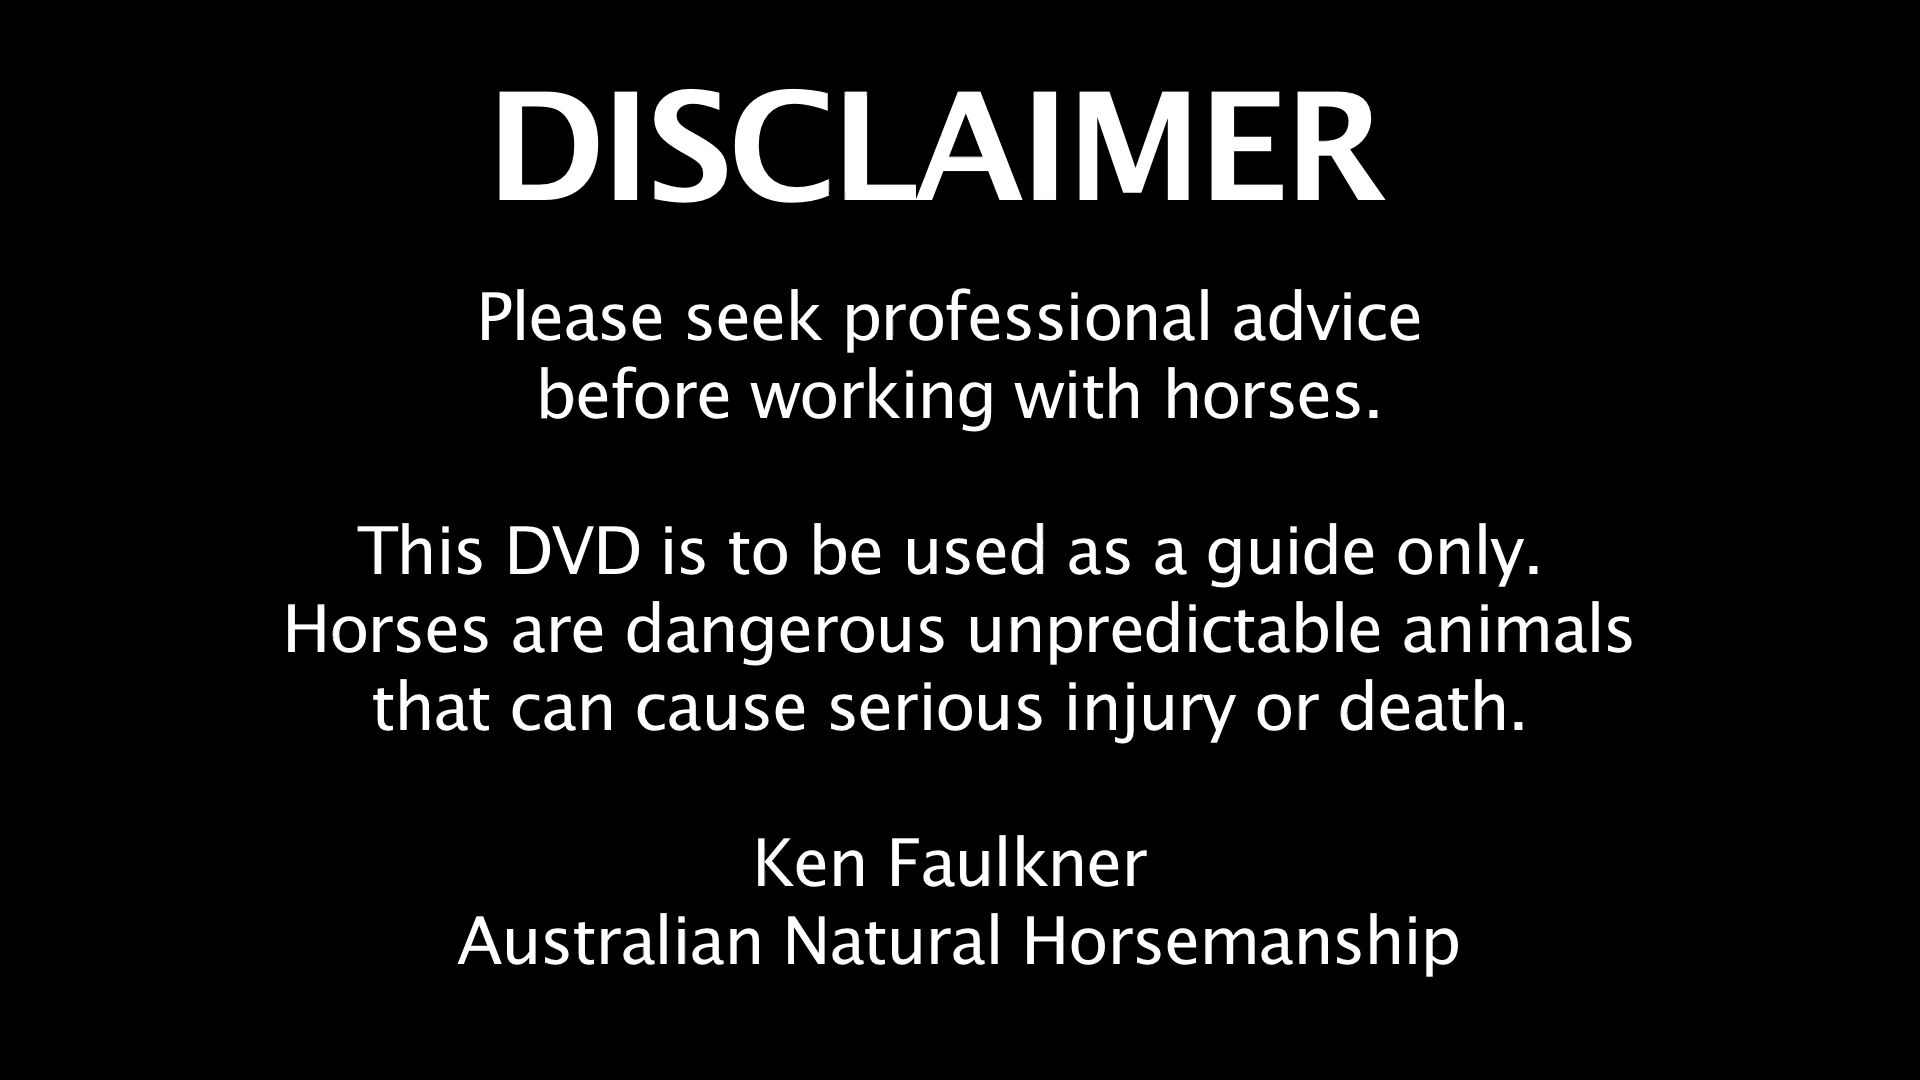 DISCLAIMER
Please seek professional advice
before working with horses.
This DVD is to be used as a guide only.
Horses are dangerous unpredictable animals
that can cause serious injury or death.
Ken Faulkner
Australian Natural Horsemanship